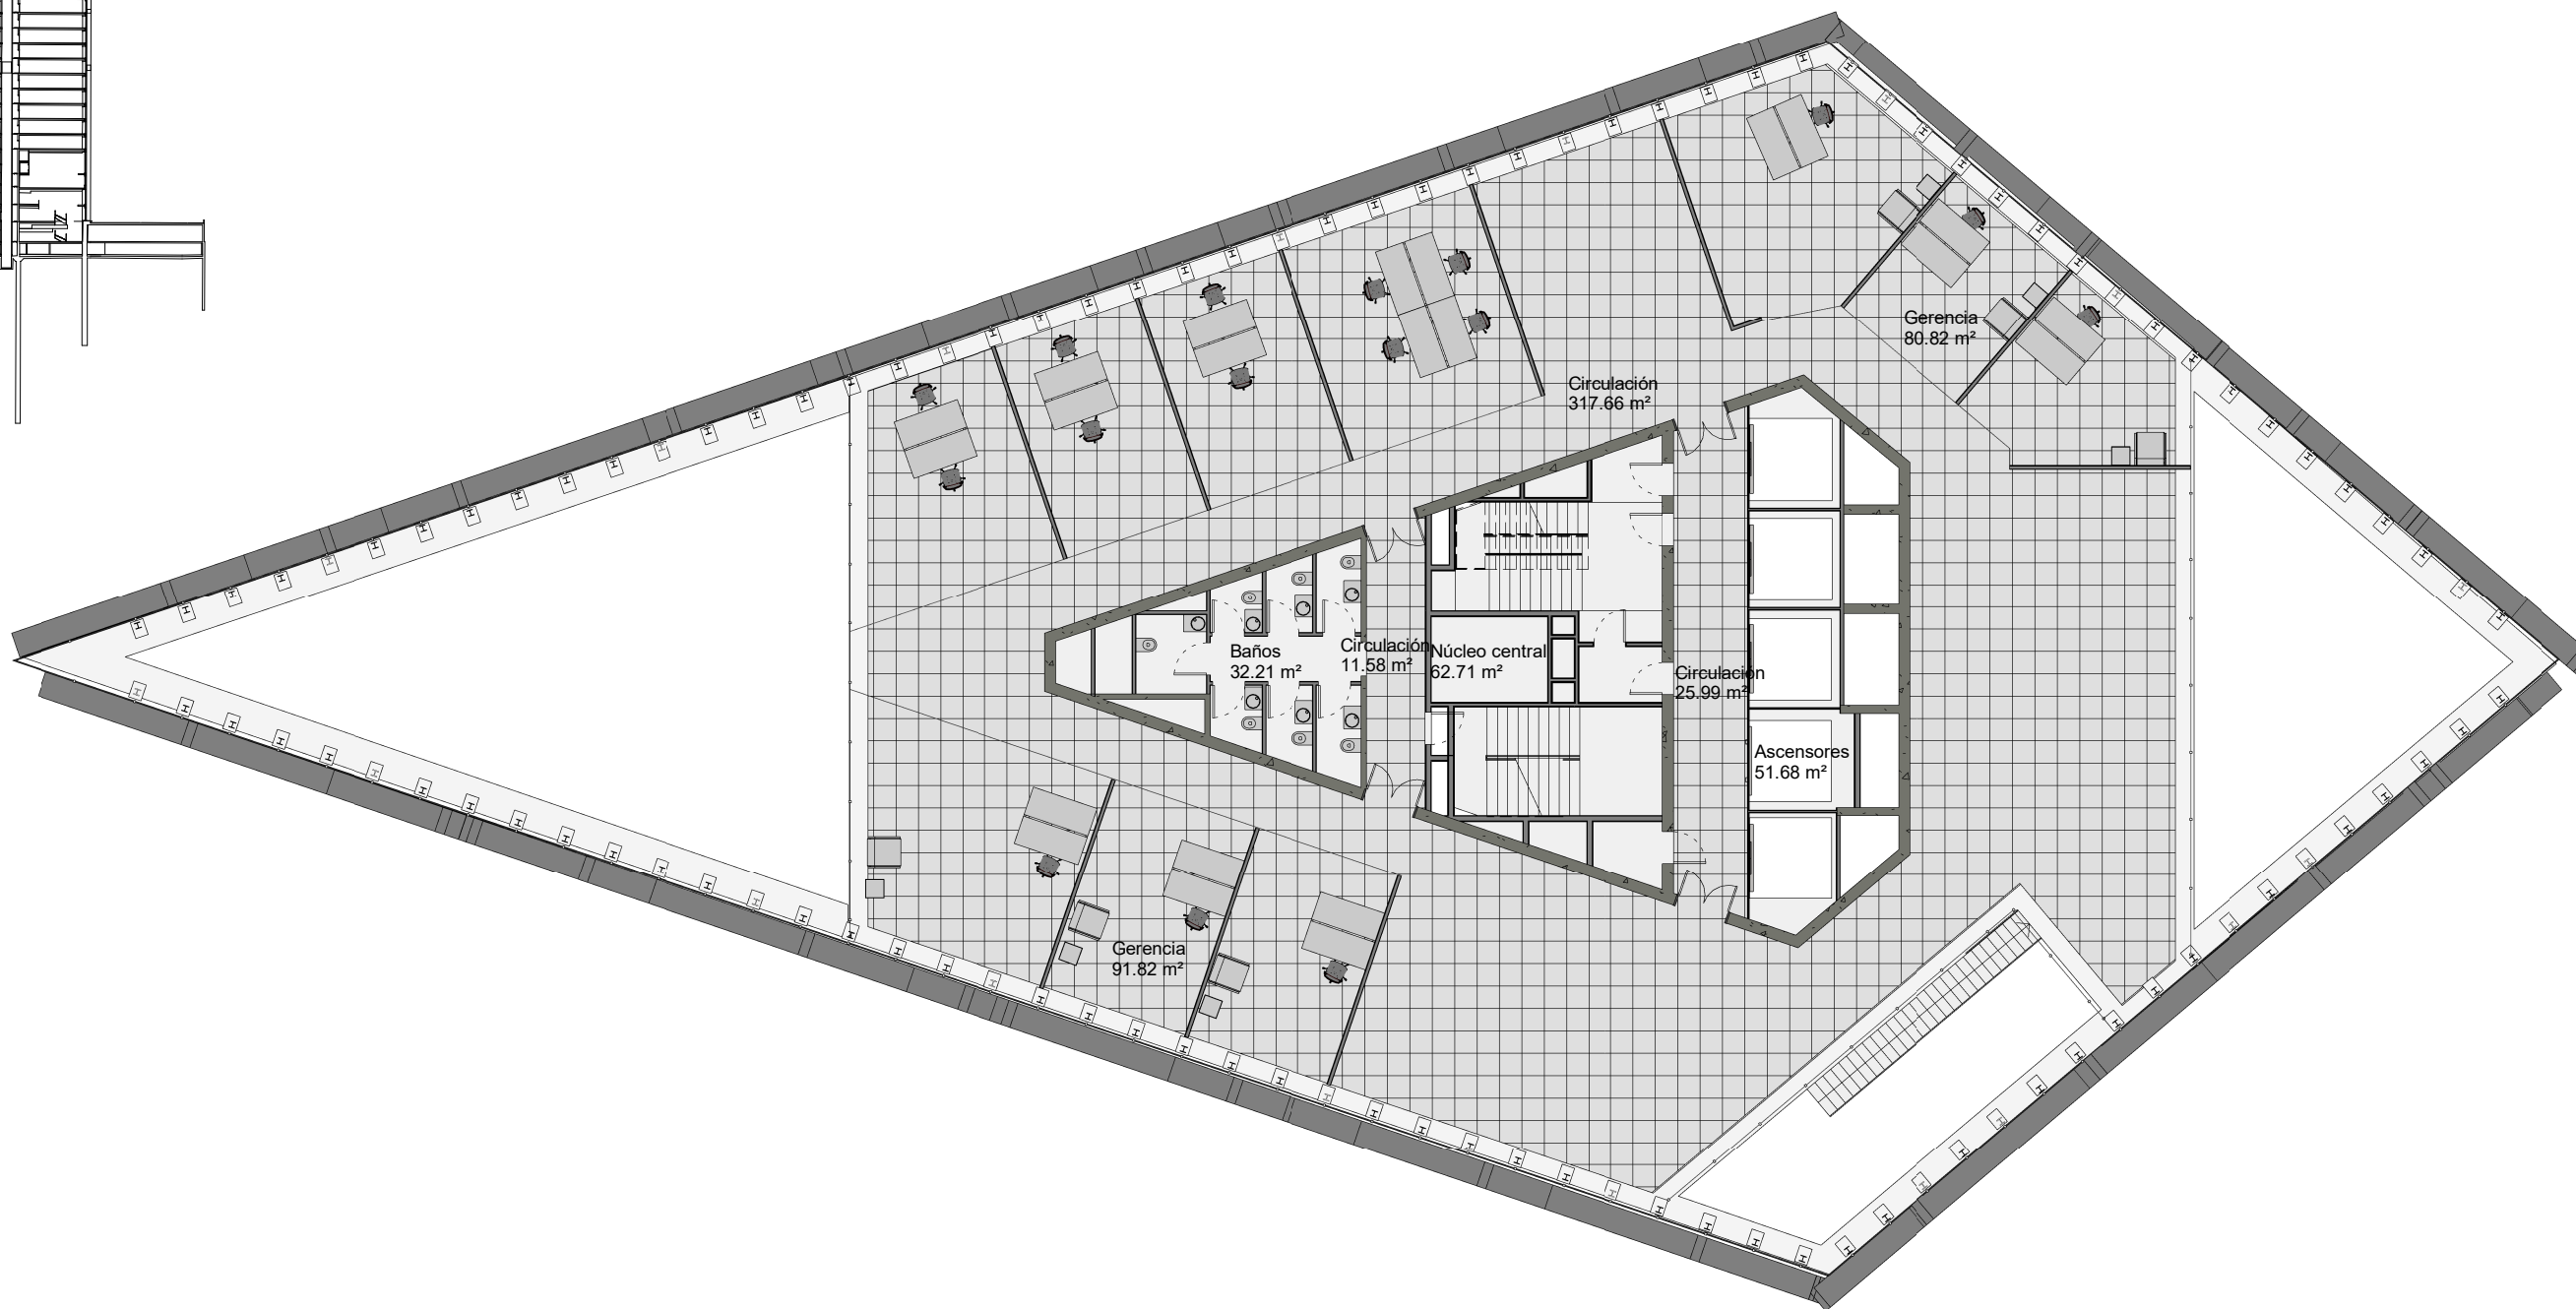 Gerencia
80.82 m²
Circulación
317.66 m²
Baños
32.21 m²
Circulación
11.58 m²
Núcleo central
62.71 m²
Circulación
25.99 m²
Ascensores
51.68 m²
Gerencia
91.82 m²